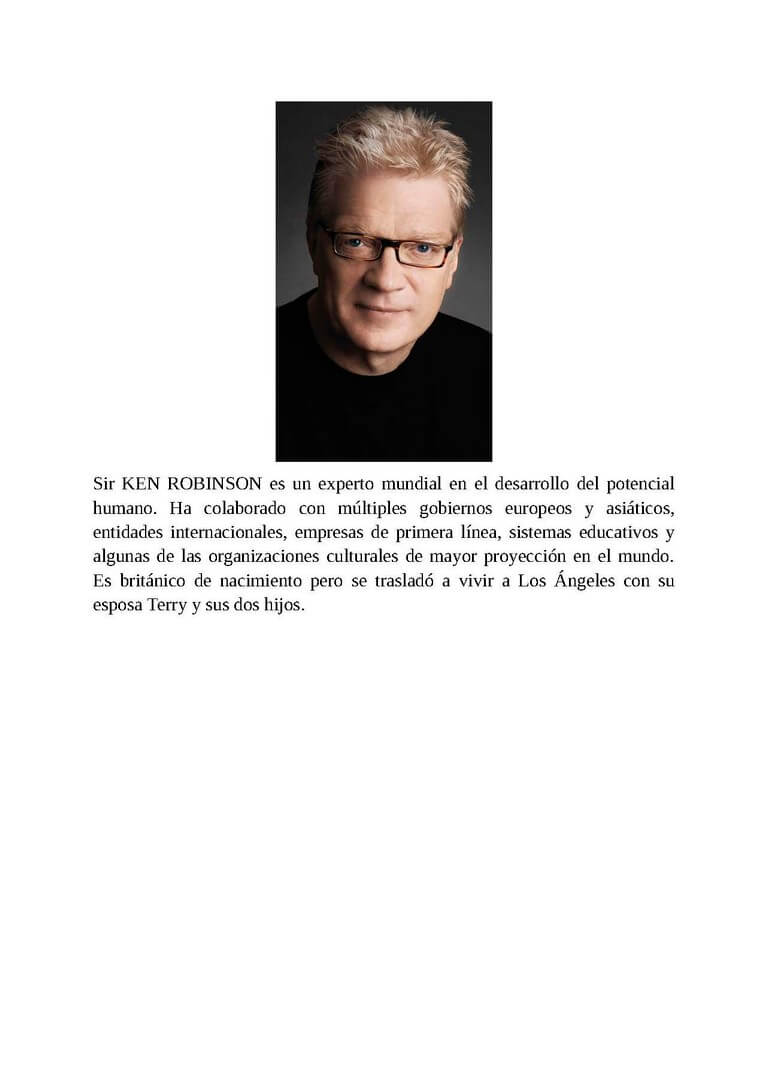 Sir KEN ROBINSON es un experto mundial en el desarrollo del potencial
humano. Ha colaborado con múltiples gobiernos europeos y asiáticos,
entidades internacionales, empresas de primera línea, sistemas educativos y
algunas de las organizaciones culturales de mayor proyección en el mundo.
Es británico de nacimiento pero se trasladó a vivir a Los Ángeles con su
esposa Terry y sus dos hijos.